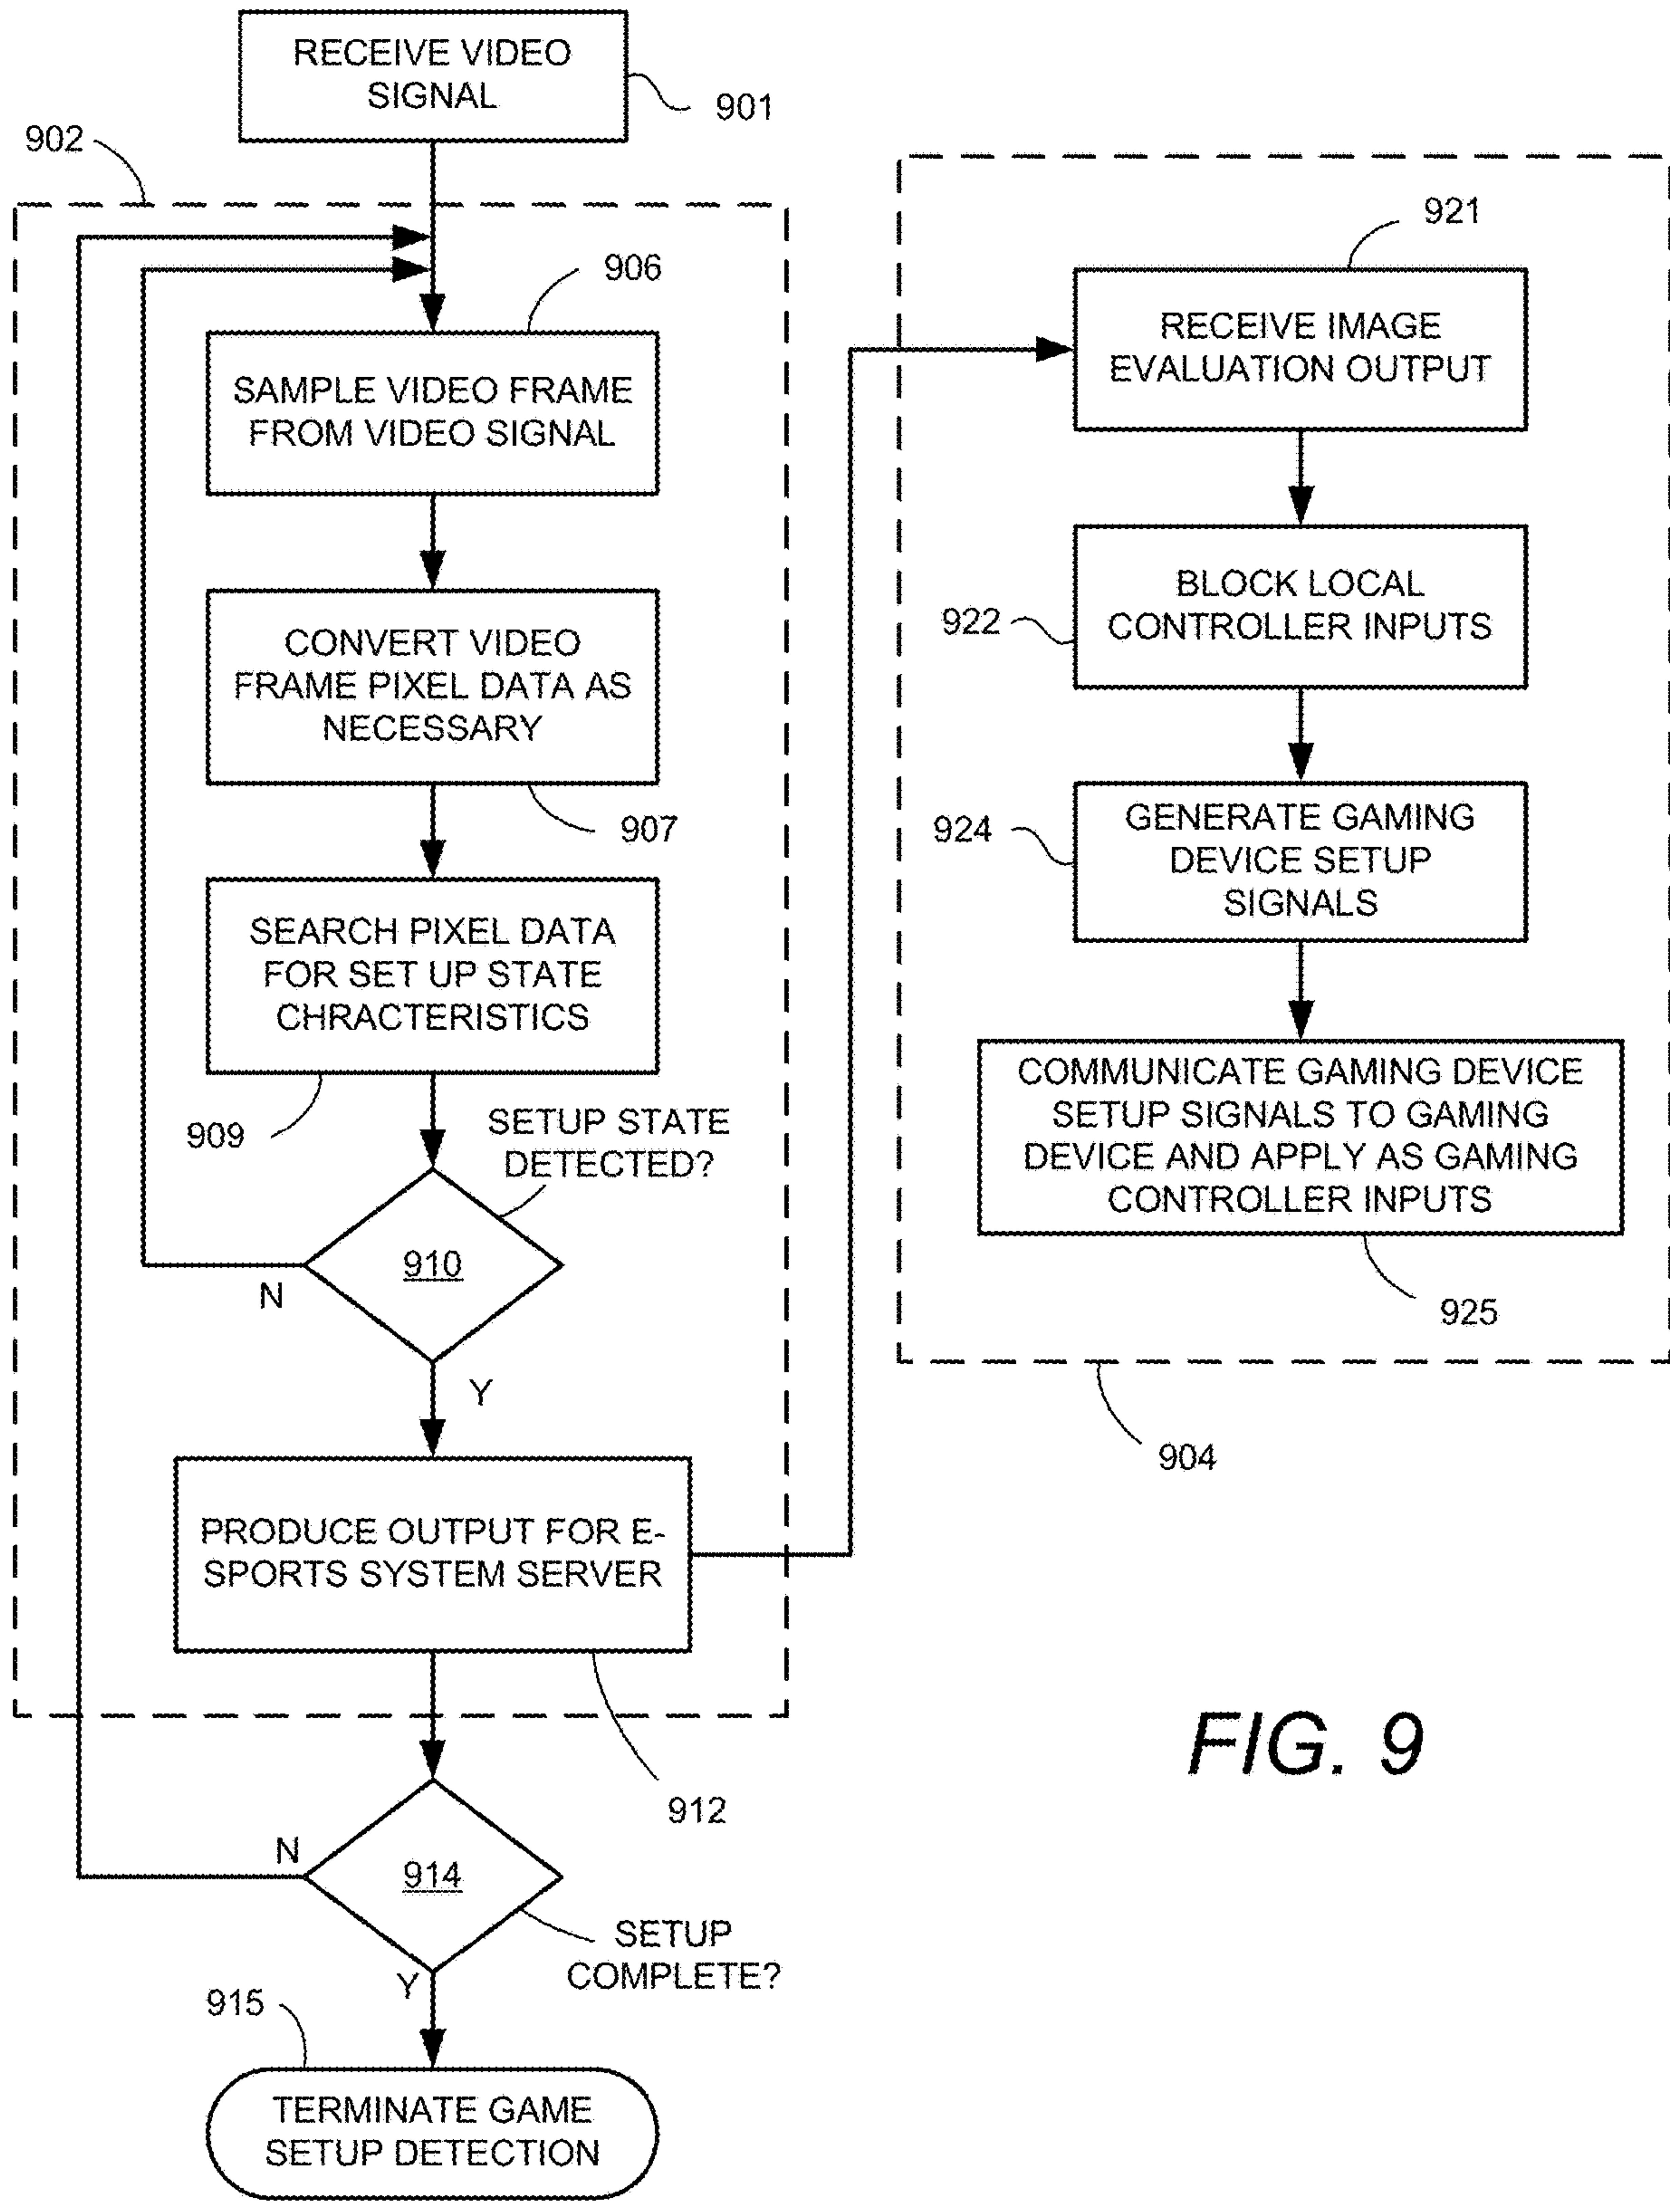 RECEIVE VIDEO
SIGNAL
901
902
906
SAMPLE VIDEO FRAME
FROM VIDEO SIGNAL
CONVERT VIDEO
FRAME PIXEL DATA AS
NECESSARY
907
SEARCH PIXEL DATA
FOR SET UP STATE
CHRACTERISTICS
909
SETUP STATE
DETECTED?
910
N
Y
PRODUCE OUTPUT FOR E-
SPORTS SYSTEM SERVER
912
N
914
SETUP
COMPLETE?
Y
915
TERMINATE GAME
SETUP DETECTION
921
RECEIVE IMAGE
EVALUATION OUTPUT
BLOCK LOCAL
CONTROLLER INPUTS
922
GENERATE GAMING
DEVICE SETUP
SIGNALS
924
COMMUNICATE GAMING DEVICE
SETUP SIGNALS TO GAMING
DEVICE AND APPLY AS GAMING
CONTROLLER INPUTS
925
904
FIG. 9